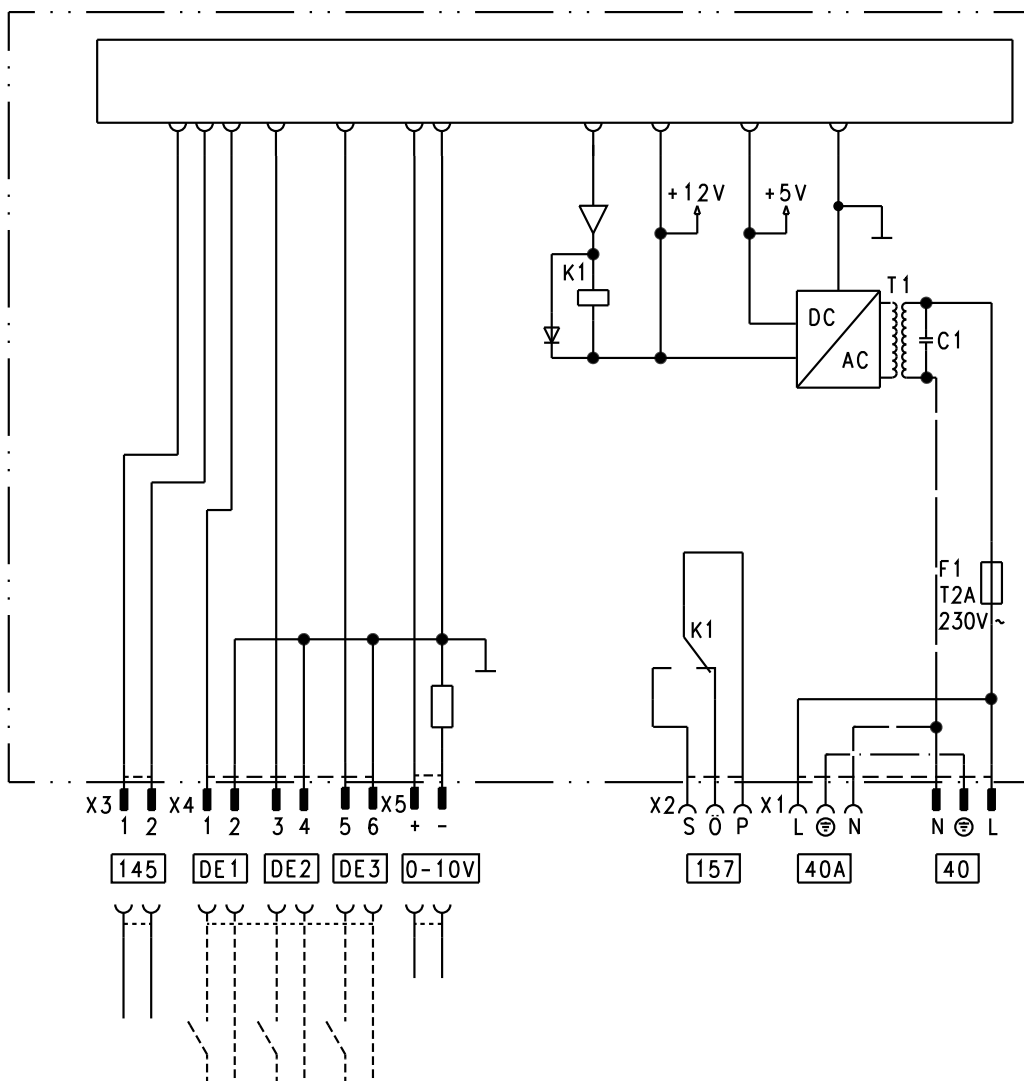 +12V +5V
K1 T1
DC
AC C1
F1
T2A
230V~
K1
X3 X4 X5 X2 X1
1 2 1 2 3 4 5 6 + - S Ö P L N N L
145 DE1 DE2 DE3 0-10V 157 40A 40